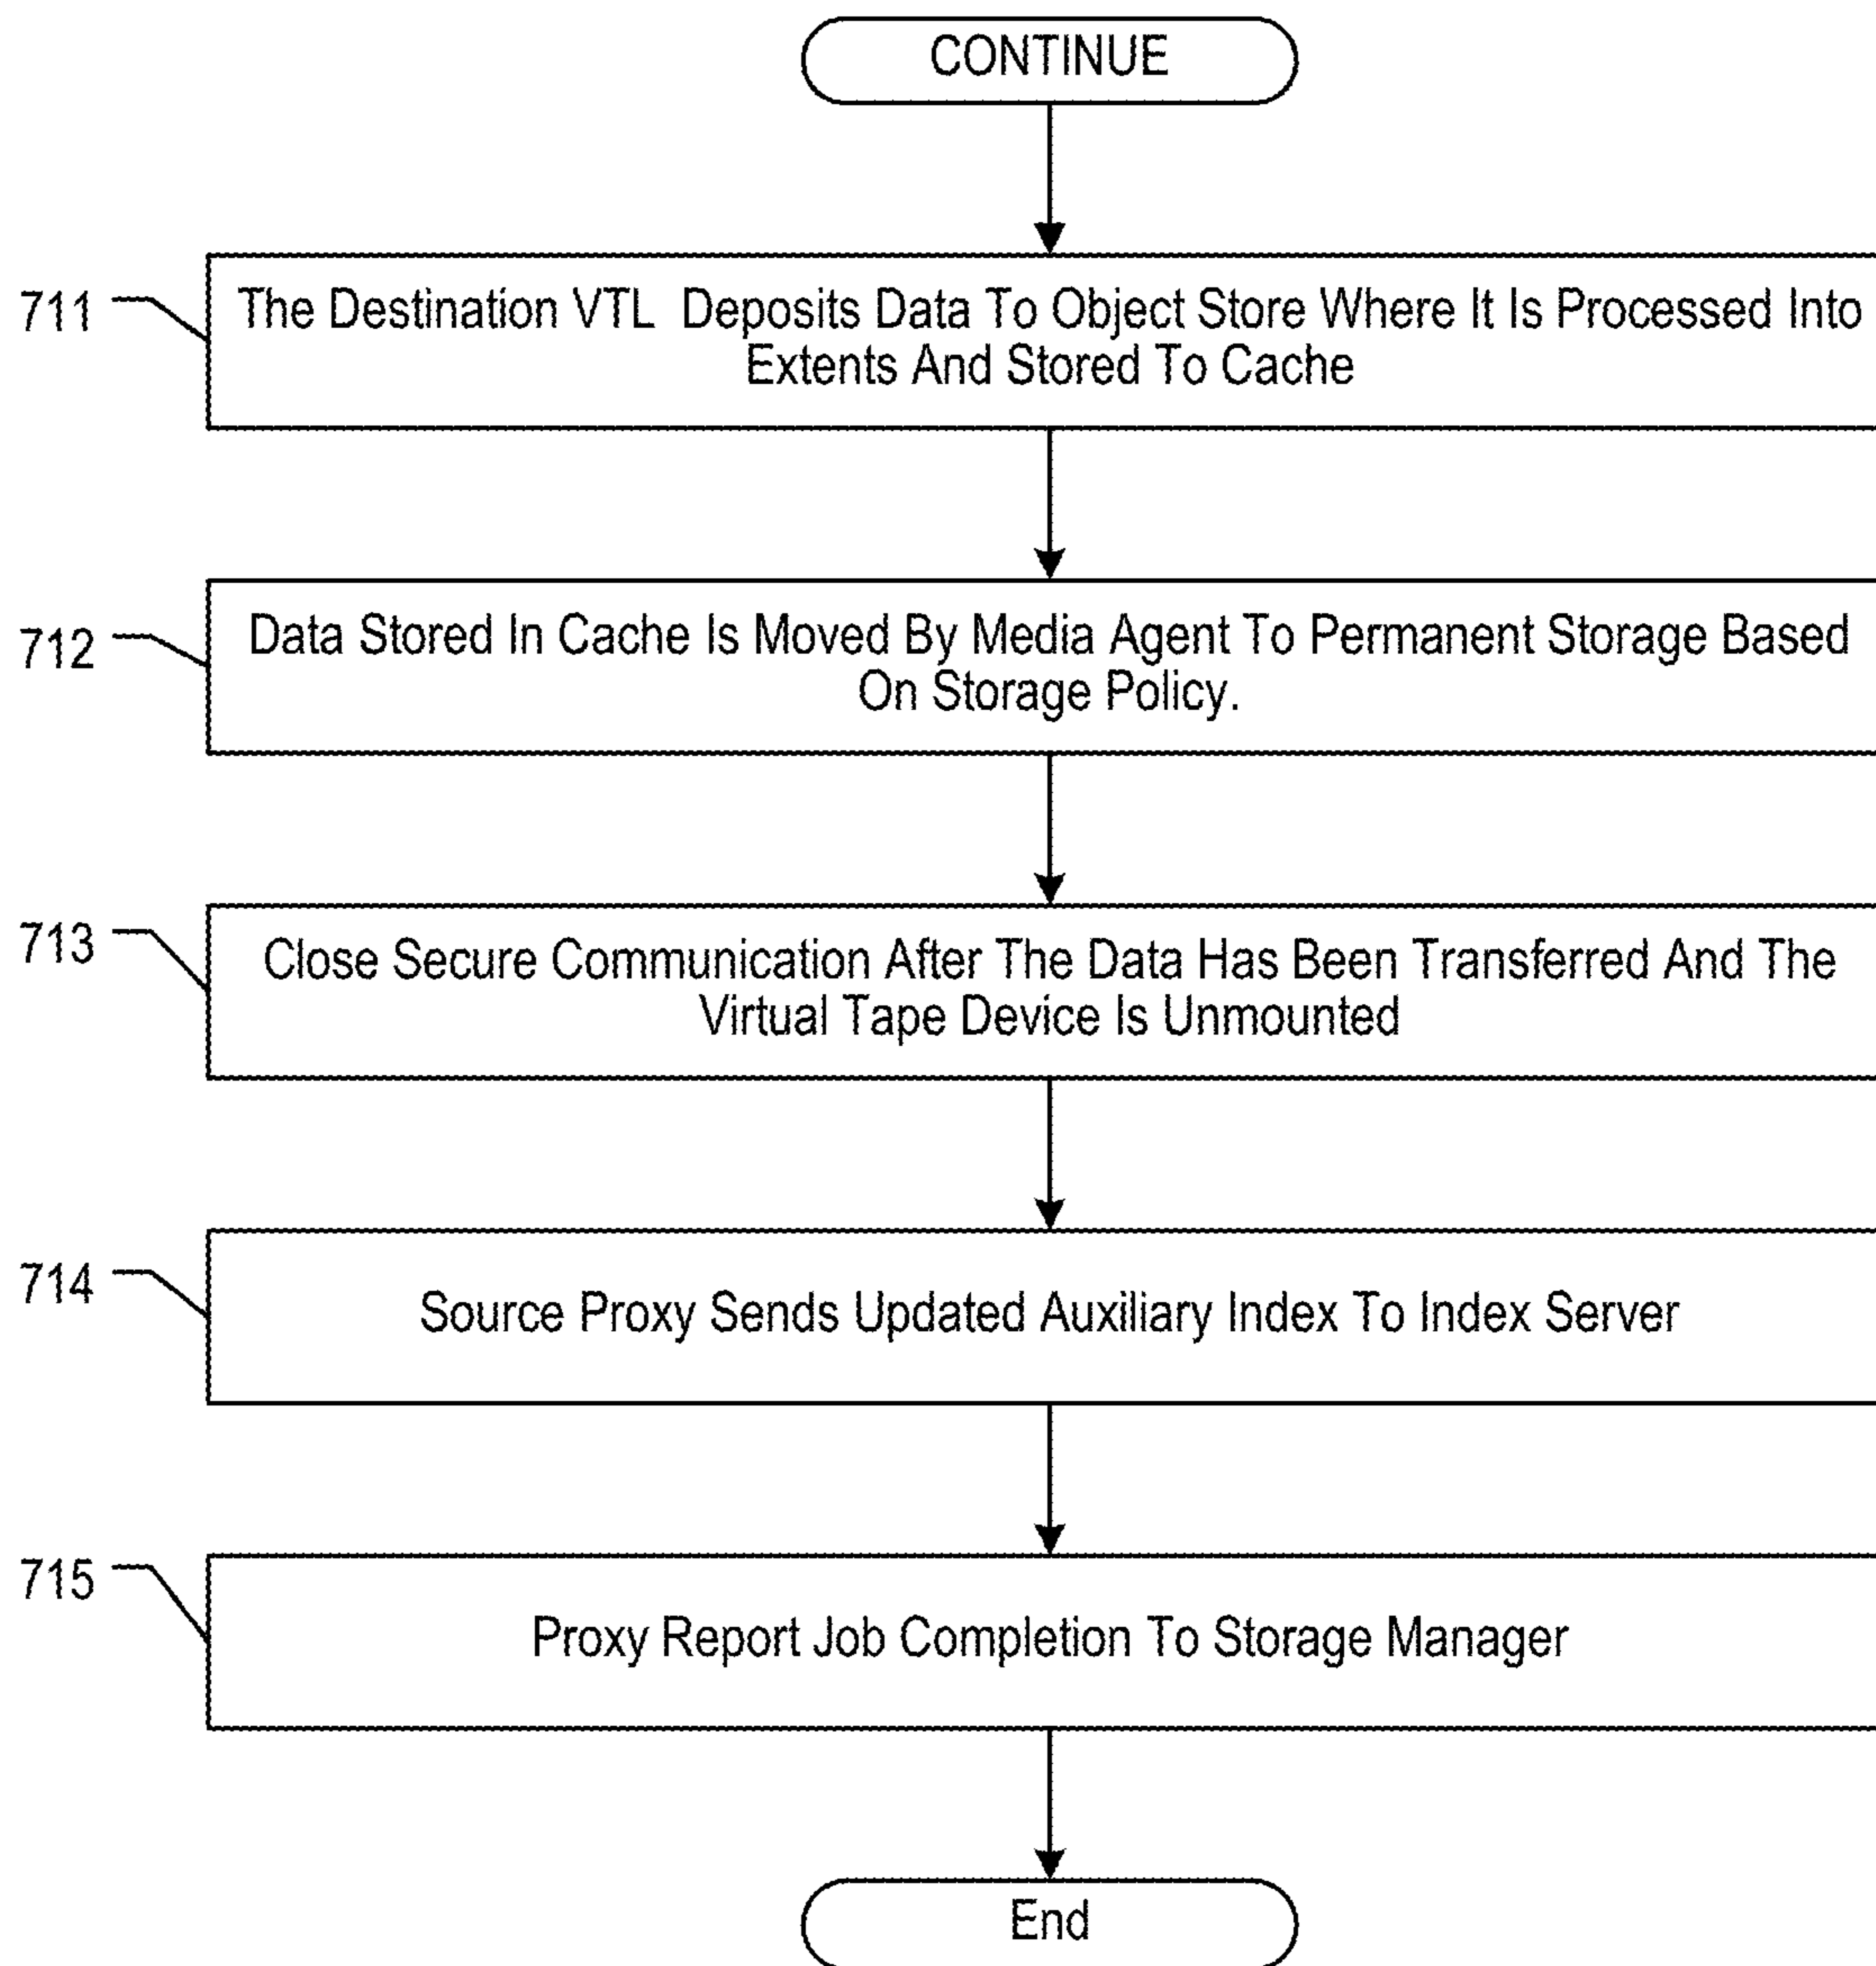 CONTINUE
711
The Destination VTL Deposits Data To Object Store Where It Is Processed Into
Extents And Stored To Cache
712
Data Stored In Cache Is Moved By Media Agent To Permanent Storage Based
On Storage Policy.
713
Close Secure Communication After The Data Has Been Transferred And The
Virtual Tape Device Is Unmounted
714
Source Proxy Sends Updated Auxiliary Index To Index Server
715
Proxy Report Job Completion To Storage Manager
End